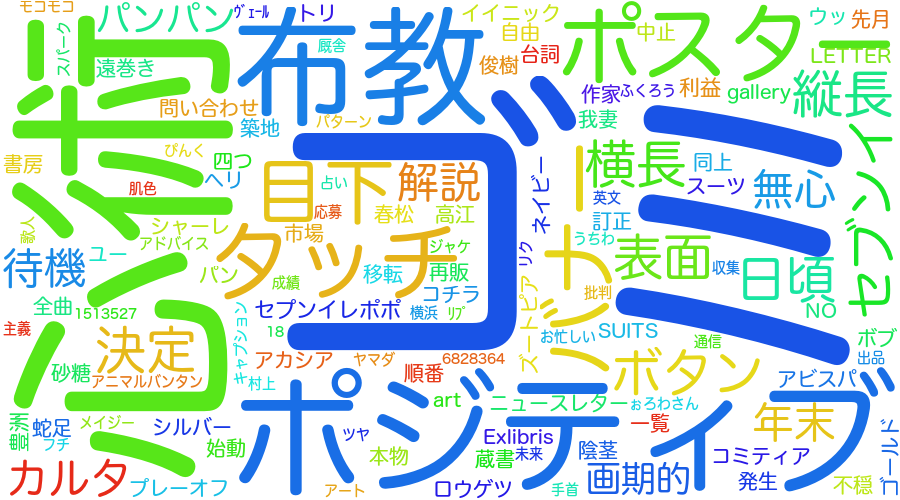 モコモコ
ヴェール
トリ
イイニック
ウッ
先月
パンパン
布教
ポスター
自由
中止
スパーク
遠巻き
厩舎
台詞
LETTER
俊樹
作家
ふくろう
利益
gallery
縦長
問い合わせ
パターン
我妻
築地
ぴんく
書房
四つ
ヘリ
目下
解説
横長
同上
無心
セブンイ
肌色
占い
スーツ
ネイビー
英文
応募
春松
高江
訂正
歌人
シャーレ
市場
タッチ
うちわ
アドバイス
ジャケ
ゴミ
バナー
待機
ユー
パン
移転
再販
リク
表面
収集
日頃
成績
コチラ
批判
ズートピア
全曲
1513527
セプンイレポポ
横浜
リプ
NO
主義
18
お忙しい
SUITS
通信
ボブ
決定
キャプション
アカシア
ヤマダ
6828364
出品
砂糖
順番
ボタン
アビスパ
アニマルパンタン
村上
豊洲
蛇足
メイジー
シルバー
ポジティブ
art
ニュースレター
ぉろわさん
一覧
年末
フチ
始動
ツヤ
Exlibris
本物
蔵書
未来
陰茎
コミティア
ゴールド
カルタ
プレーオフ
アート
ロウゲツ
手首
画期的
発生
不穏